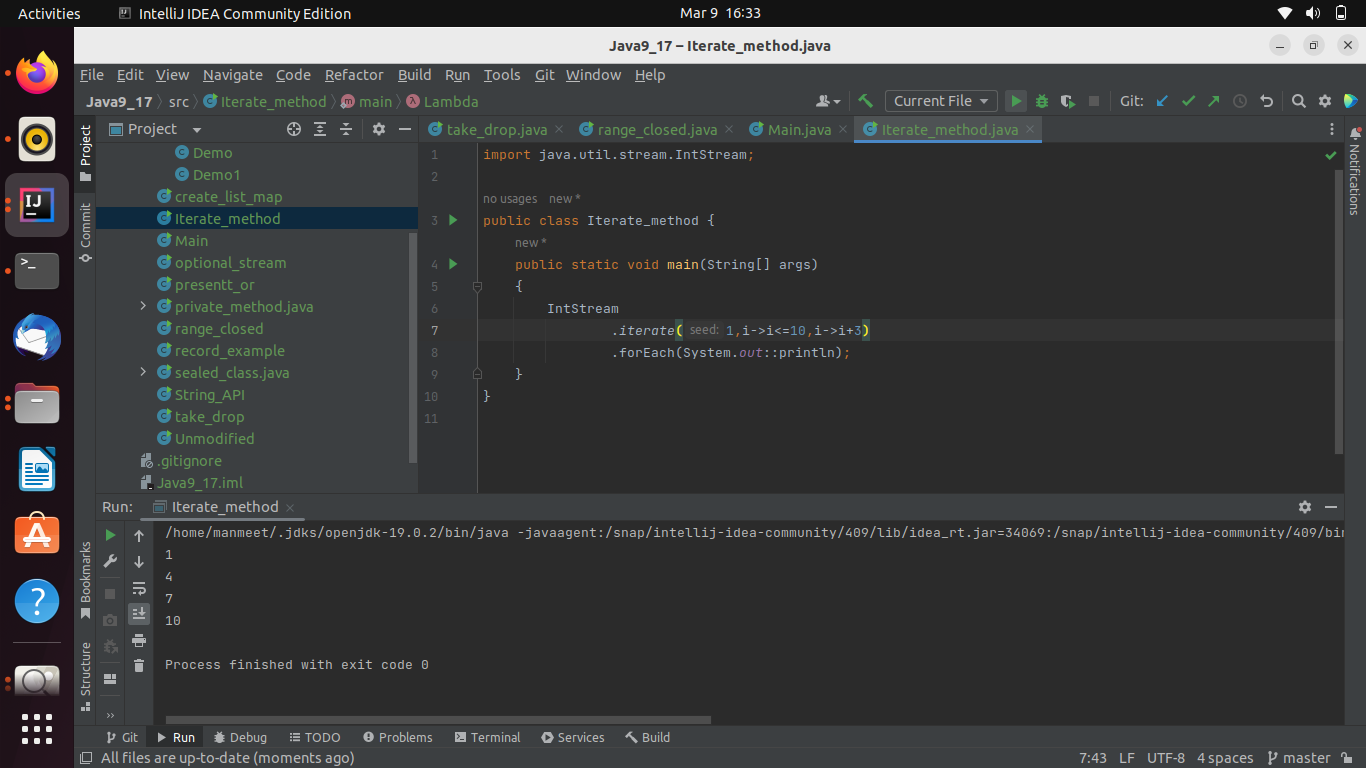 Activities IntelliJ IDEA Community Edition Mar 9 16:33
Java9_17 – Iterate_method.java
File Edit View Navigate Code Refactor Build Run Tools Git Window Help
Java9_17 src Iterate_method main Lambda Current File Git:
Project
take_drop.java range_closed.java Main.java Iterate_method.java
Project
Commit
Bookmarks
Structure
Notifications
Demo
Demo1
create_list_map
Iterate_method
Main
optional_stream
presentt_or
private_method.java
range_closed
record_example
sealed_class.java
String_API
take_drop
Unmodified
.gitignore
Java9_17.iml
1 import java.util.stream.IntStream;
2
no usages new *
3 public class Iterate_method {
new *
4 public static void main(String[] args)
5 {
6 IntStream
7 .iterate( seed: 1,i->i<=10,i->i+3)
8 .forEach(System.out::println);
9 }
10 }
11
Run: Iterate_method
/home/manmeet/.jdks/openjdk-19.0.2/bin/java -javaagent:/snap/intellij-idea-community/409/lib/idea_rt.jar=34069:/snap/intellij-idea-community/409/bin
1
4
7
10
Process finished with exit code 0
Git Run Debug TODO Problems Terminal Services Build
All files are up-to-date (moments ago) 7:43 LF UTF-8 4 spaces master